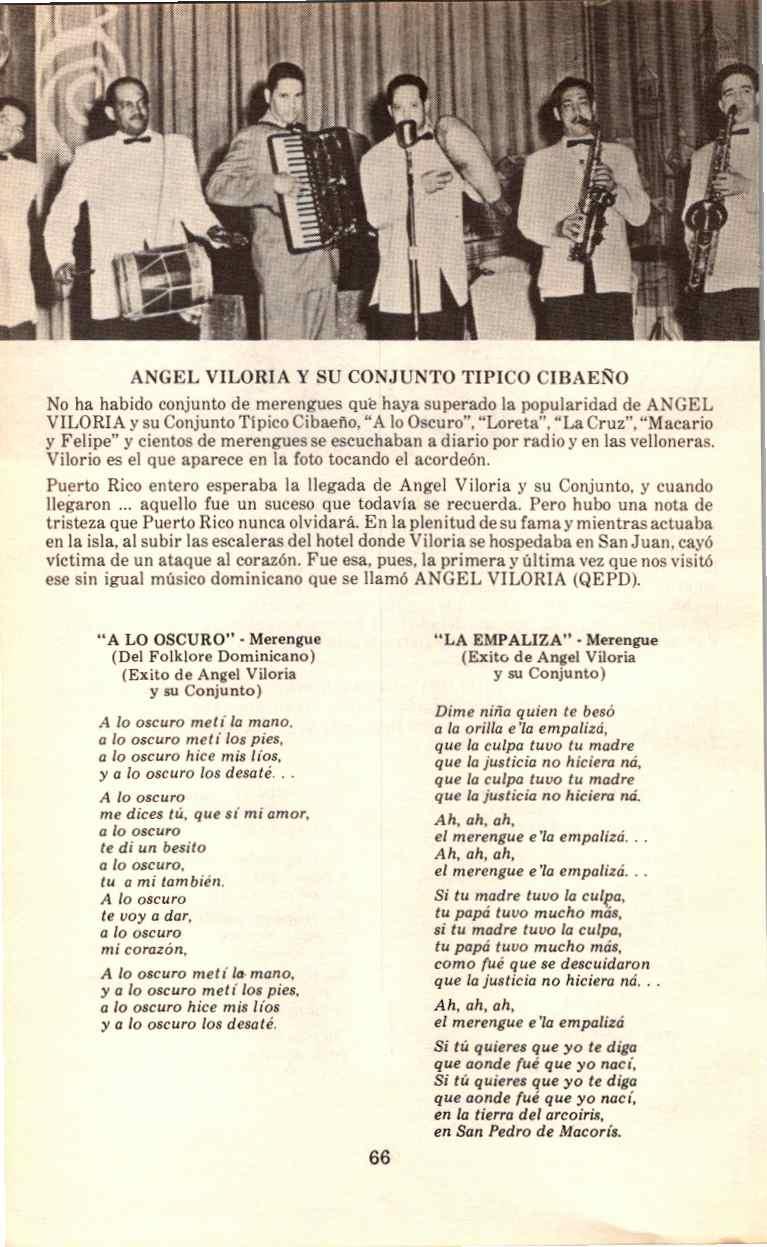 ANGEL VILORIA Y SU CONJUNTO TIPICO CIBAEÑO
No ha habido conjunto de merengues que haya superado la popularidad de ANGEL
VILORIA y su Conjunto Típico Cibaeño, “A lo Oscuro”, “Loreta”, “La Cruz”, “Macario
y Felipe” y cientos de merengues se escuchaban a diario por radio y en las velloneras.
Vilorio es el que aparece en la foto tocando el acordeón.
Puerto Rico entero esperaba la llegada de Angel Viloria y su Conjunto, y cuando
llegaron ... aquello fue un suceso que todavía se recuerda. Pero hubo una nota de
tristeza que Puerto Rico nunca olvidará. En la plenitud de su fama y mientras actuaba
en la isla, al subir las escaleras del hotel donde Viloria se hospedaba en San Juan, cayó
víctima de un ataque al corazón. Fue esa, pues, la primera y última vez que nos visitó
ese sin igual músico dominicano que se llamó ANGEL VILORIA (QEPD).
“A LO OSCURO” - Merengue
(Del Folklore Dominicano)
(Exito de Angel Viloria
y su Conjunto)
A lo oscuro metí la mano,
a lo oscuro metí los pies,
a lo oscuro hice mis líos,
y a lo oscuro los desaté. . .
A lo oscuro
me dices tú, que sí mi amor,
a lo oscuro
te di un besito
a lo oscuro,
tu a mi también.
A lo oscuro
te voy a dar,
a lo oscuro
mi corazón,
A lo oscuro metí la mano,
y a lo oscuro metí los pies,
a lo oscuro hice mis líos
y a lo oscuro los desaté.
“LA EMPALIZA” - Merengue
(Exito de Angel Viloria
y su Conjunto)
Dime niña quien te besó
a la orilla e'la empalizá,
que la culpa tuvo tu madre
que la justicia no hiciera ná,
que la culpa tuvo tu madre
que la justicia no hiciera ná.
Ah, ah, ah,
el merengue e'la empalizá. . .
Ah, ah, ah,
el merengue e'la empalizá. . .
Si tu madre tuvo la culpa,
tu papá tuvo mucho más,
si tu madre tuvo la culpa,
tu papá tuvo mucho más,
como fué que se descuidaron
que la justicia no hiciera ná. . .
Ah, ah, ah,
el merengue e'la empalizá
Si tú quieres que yo te diga
que aonde fué que yo nací,
Si tú quieres que yo te diga
que aonde fué que yo nací,
en la tierra del arcoiris,
en San Pedro de Macorís.
66